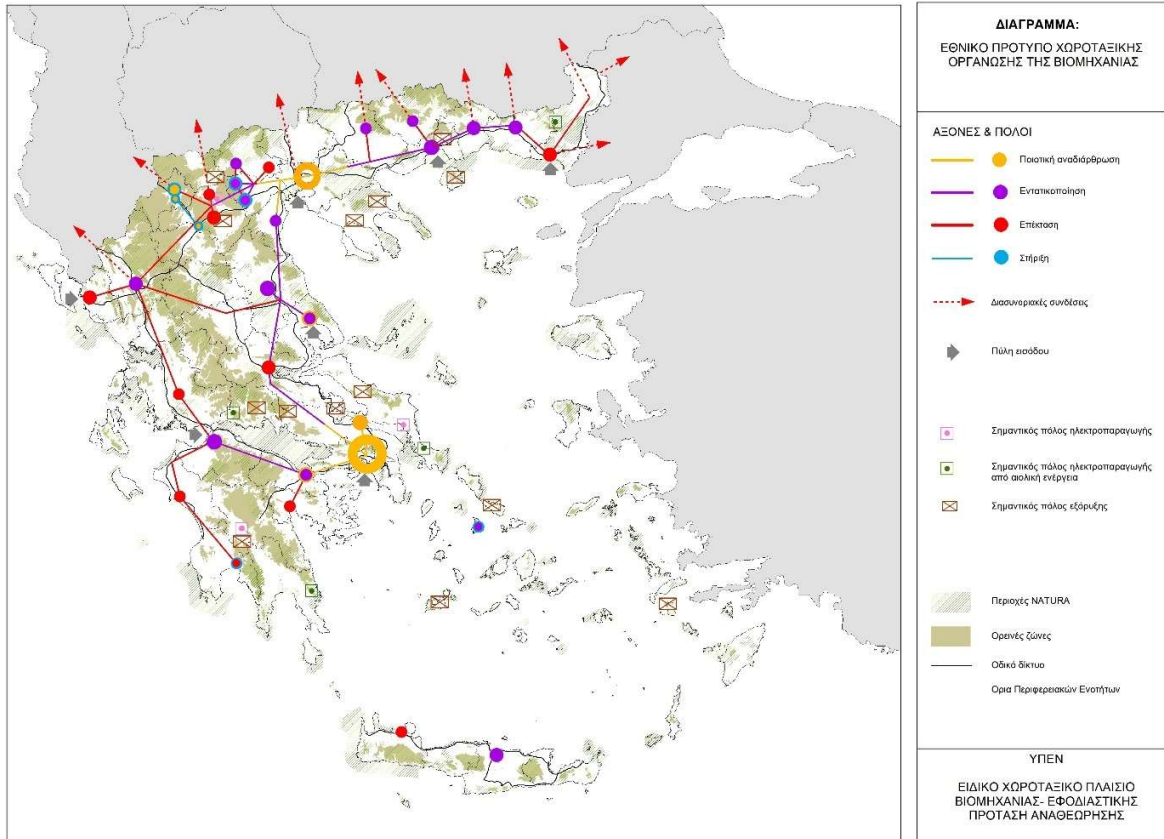 ΔΙΑΓΡΑΜΜΑ:
ΕΘΝΙΚΟ ΠΡΟΤΥΠΟ ΧΩΡΟΤΑΞΙΚΗΣ
ΟΡΓΑΝΩΣΗΣ ΤΗΣ ΒΙΟΜΗΧΑΝΙΑΣ
ΑΞΟΝΕΣ & ΠΟΛΟΙ
Ποιοτική αναδιάρθρωση
Εντατικοποίηση
Επέκταση
Στήριξη
Διασυνοριακές συνδέσεις
Πύλη εισόδου
Σημαντικός πόλος ηλεκτροπαραγωγής
Σημαντικός πόλος ηλεκτροπαραγωγής
από αιολική ενέργεια
Σημαντικός πόλος εξόρυξης
Περιοχές NATURA
Ορεινές ζώνες
Οδικό δίκτυο
Ορια Περιφερειακών Ενοτήτων
ΥΠΕΝ
ΕΙΔΙΚΟ ΧΩΡΟΤΑΞΙΚΟ ΠΛΑΙΣΙΟ
ΒΙΟΜΗΧΑΝΙΑΣ- ΕΦΟΔΙΑΣΤΙΚΗΣ
ΠΡΟΤΑΣΗ ΑΝΑΘΕΩΡΗΣΗΣ